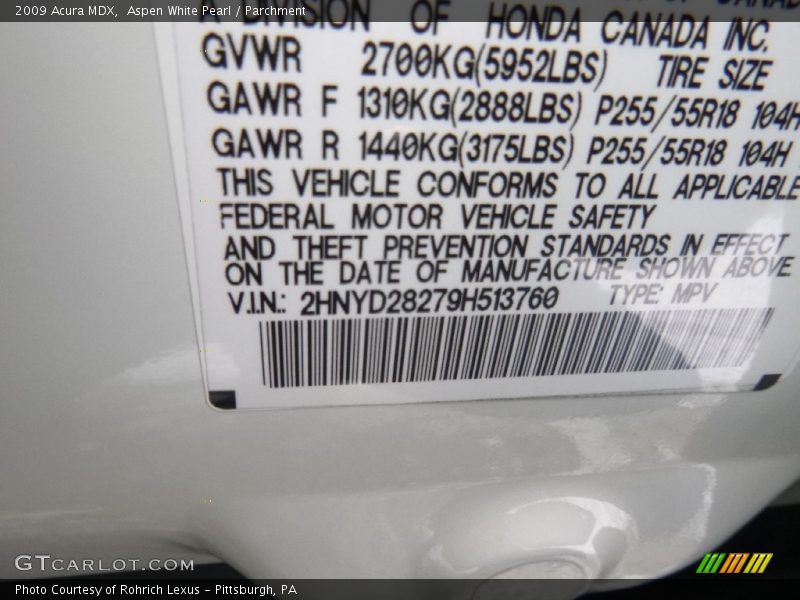 2009 Acura MDX, Aspen White Pearl / Parchment
A DIVISION OF HONDA CANADA INC.
GVWR 2700KG(5952LBS) TIRE SIZE
GAWR F 1310KG(2888LBS) P255/55R18 104H
GAWR R 1440KG(3175LBS) P255/55R18 104H
THIS VEHICLE CONFORMS TO ALL APPLICABLE
FEDERAL MOTOR VEHICLE SAFETY
AND THEFT PREVENTION STANDARDS IN EFFECT
ON THE DATE OF MANUFACTURE SHOWN ABOVE
V.I.N.: 2HNYD28279H513760 TYPE: MPV
GTCARLOT.COM
Photo Courtesy of Rohrich Lexus - Pittsburgh, PA